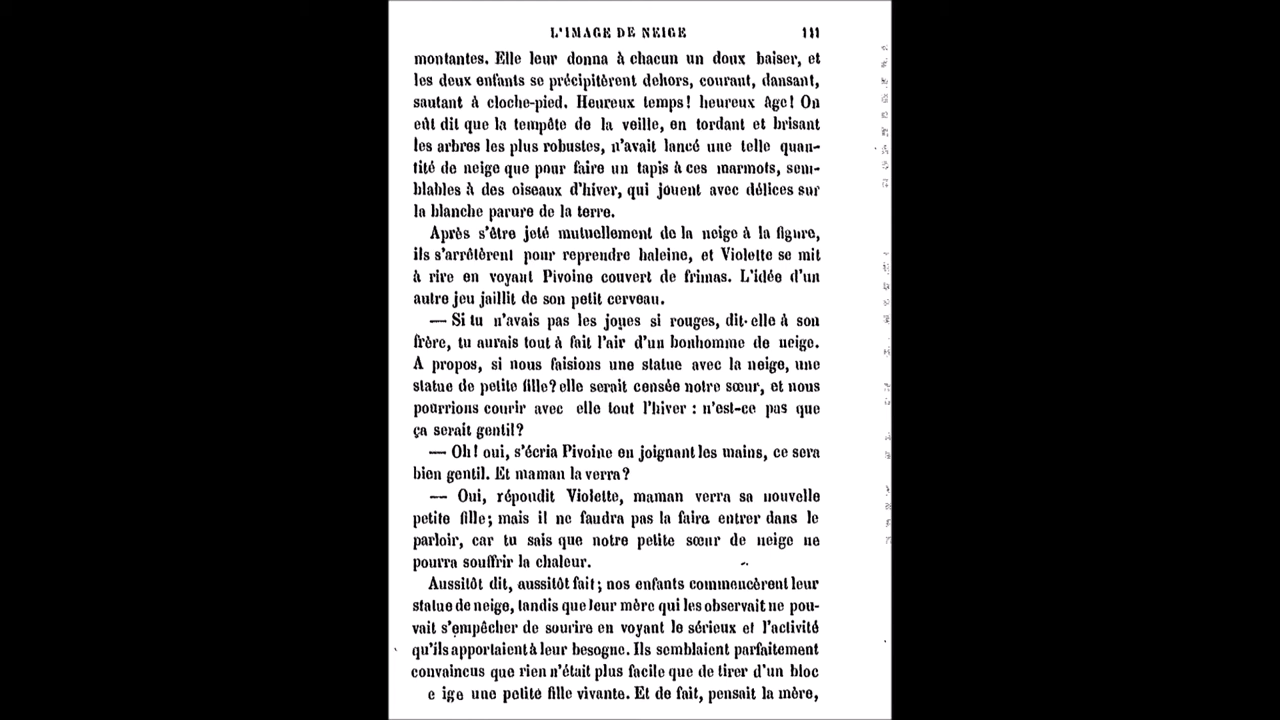 L'IMAGE DE NEIGE 111
montantes. Elle leur donna à chacun un doux baiser, et
les deux enfants se précipitèrent dehors, courant, dansant,
sautant à cloche-pied. Heureux temps! heureux âge! On
eût dit que la tempête de la veille, en tordant et brisant
les arbres les plus robustes, n'avait lancé une telle quan-
tité de neige que pour faire un tapis à ces marmots, sem-
blables à des oiseaux d'hiver, qui jouent avec délices sur
la blanche parure de la terre.
Après s'être jeté mutuellement de la neige à la figure,
ils s'arrêtèrent pour reprendre haleine, et Violette se mit
à rire en voyant Pivoine couvert de frimas. L'idée d'un
autre jeu jaillit de son petit cerveau.
— Si tu n'avais pas les joues si rouges, dit-elle à son
frère, tu aurais tout à fait l'air d'un bonhomme de neige.
A propos, si nous faisions une statue avec la neige, une
statue de petite fille? elle serait censée notre sœur, et nous
pourrions courir avec elle tout l'hiver : n'est-ce pas que
ça serait gentil?
— Oh! oui, s'écria Pivoine en joignant les mains, ce sera
bien gentil. Et maman la verra?
— Oui, répondit Violette, maman verra sa nouvelle
petite fille; mais il ne faudra pas la faire entrer dans le
parloir, car tu sais que notre petite sœur de neige ne
pourra souffrir la chaleur.
Aussitôt dit, aussitôt fait; nos enfants commencèrent leur
statue de neige, tandis que leur mère qui les observait ne pou-
vait s'empêcher de sourire en voyant le sérieux et l'activité
qu'ils apportaient à leur besogne. Ils semblaient parfaitement
convaincus que rien n'était plus facile que de tirer d'un bloc
e ige une petite fille vivante. Et de fait, pensait la mère,